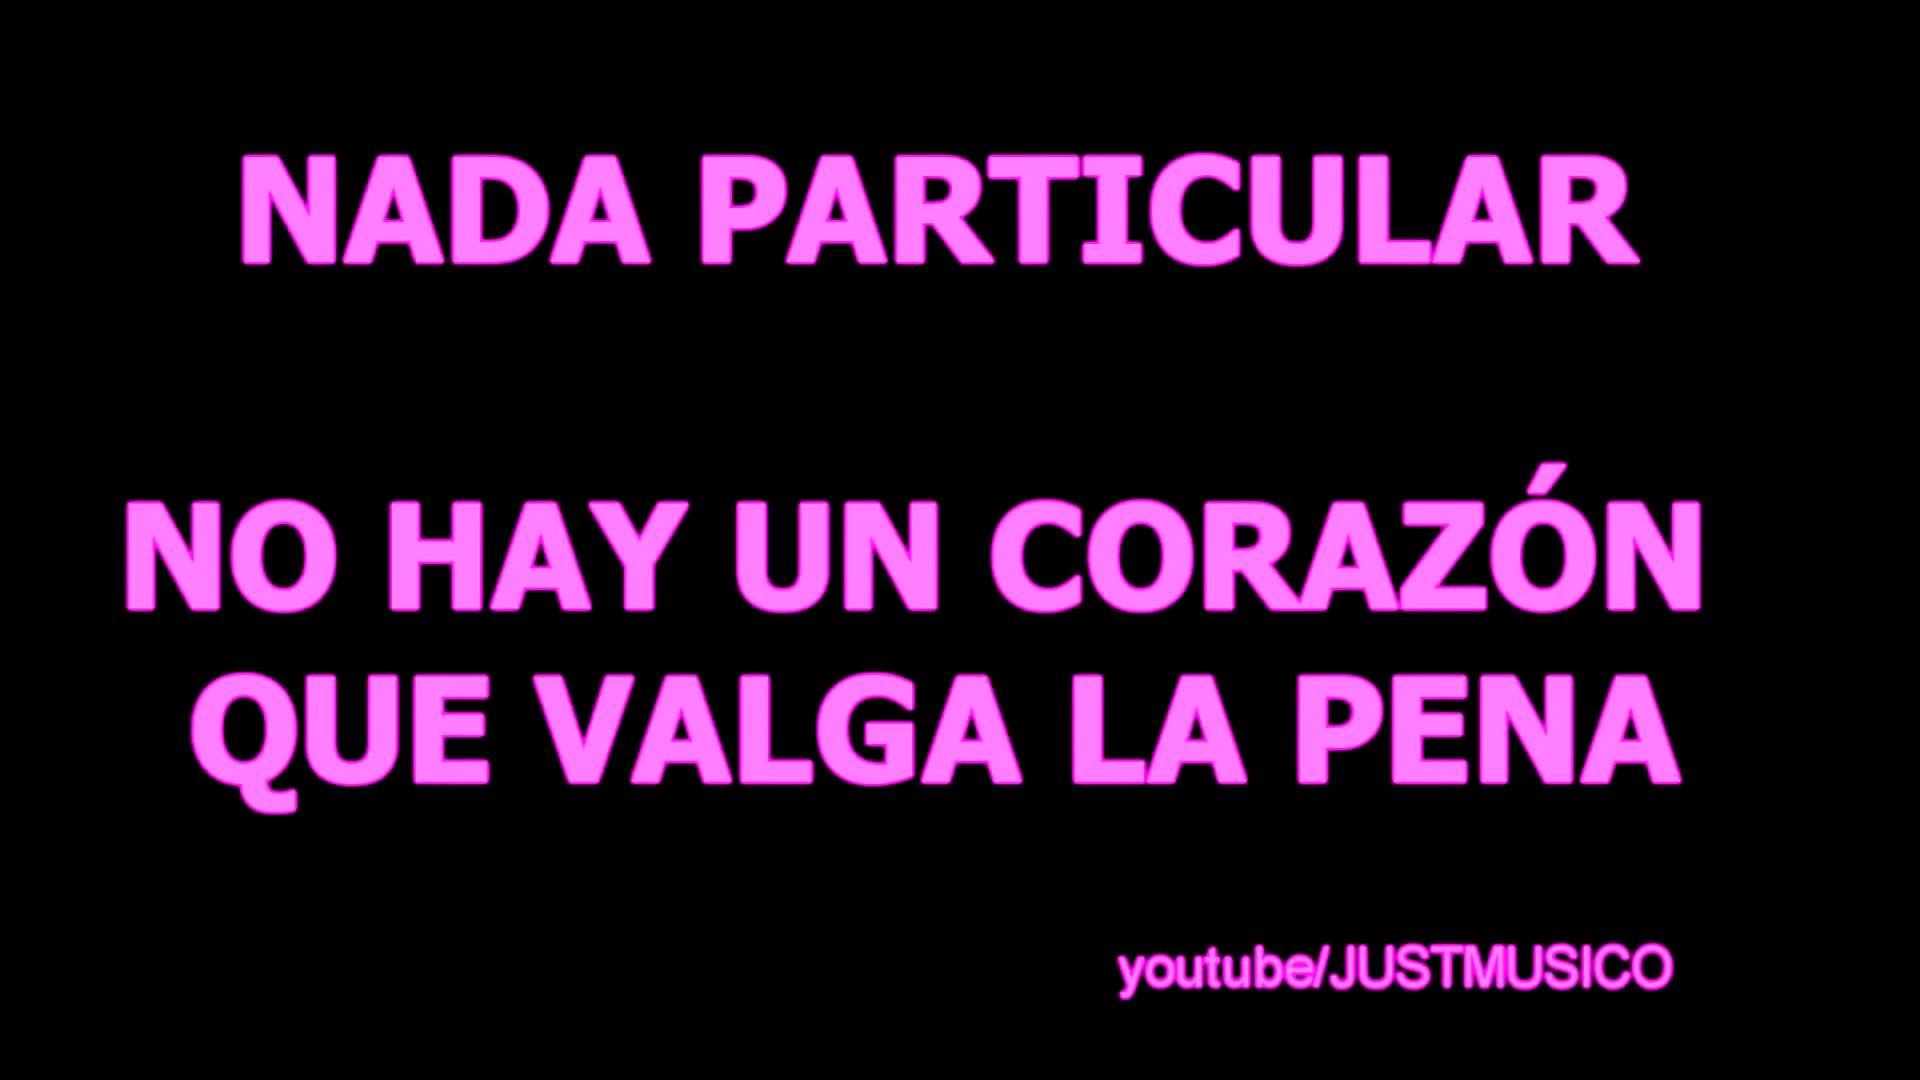 NADA PARTICULAR
NO HAY UN CORAZÓN
QUE VALGA LA PENA
youtube/JUSTMUSICO